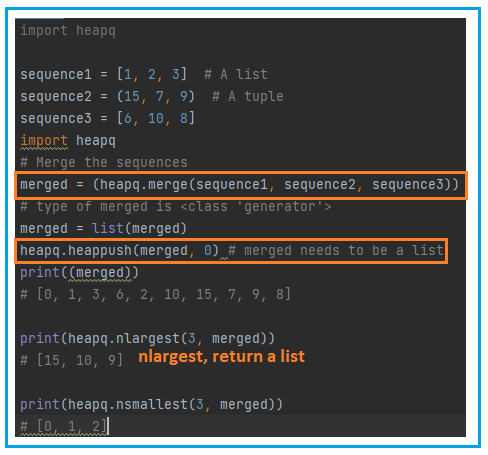 import heapq
sequence1 = [1, 2, 3]  # A list
sequence2 = (15, 7, 9)  # A tuple
sequence3 = [6, 10, 8]
import heapq
# Merge the sequences
merged = (heapq.merge(sequence1, sequence2, sequence3))
# type of merged is <class 'generator'>
merged = list(merged)
heapq.heappush(merged, 0) # merged needs to be a list
print((merged))
# [0, 1, 3, 6, 2, 10, 15, 7, 9, 8]
print(heapq.nlargest(3, merged))
# [15, 10, 9] nlargest, return a list
print(heapq.nsmallest(3, merged))
# [0, 1, 2]